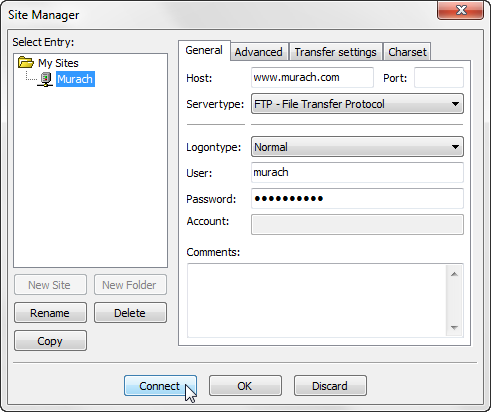 Site Manager
Select Entry:
My Sites
Murach
New Site New Folder
Rename Delete
Copy
General Advanced Transfer settings Charset
Host: www.murach.com Port:
Servertype: FTP - File Transfer Protocol
Logontype: Normal
User: murach
Password: ●●●●●●●●●●
Account:
Comments:
Connect OK Discard